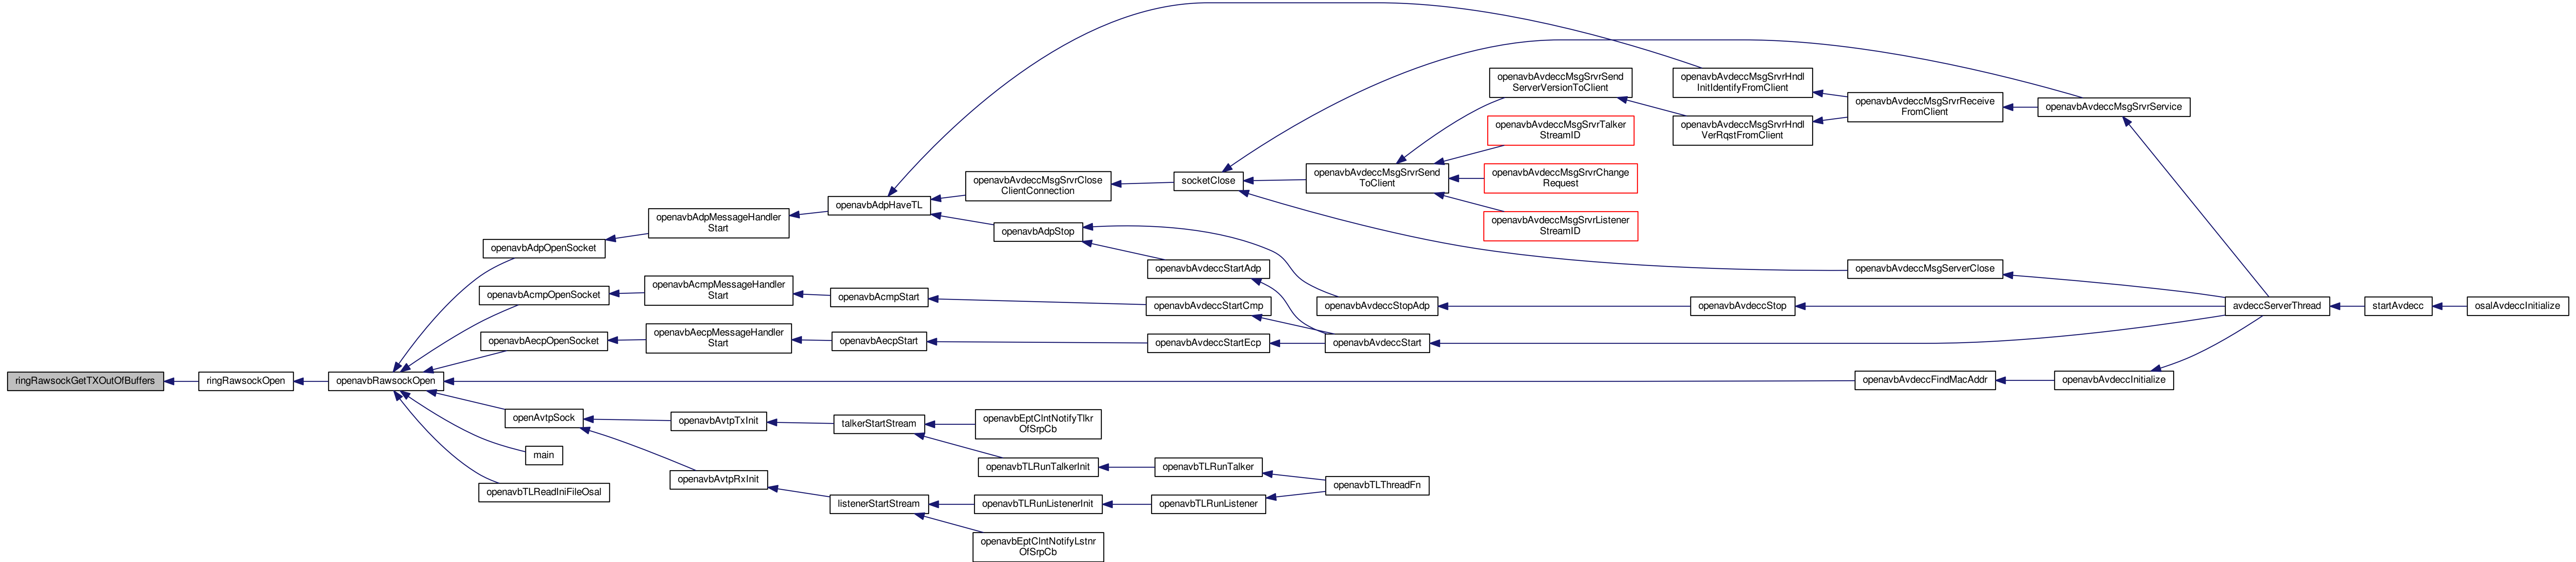 ringRawsockGetTXOutOfBuffers
ringRawsockOpen
openavbRawsockOpen
openavbAdpOpenSocket
openavbAdpMessageHandler
Start
openavbAdpHaveTL
openavbAvdeccMsgSrvrClose
ClientConnection
socketClose
openavbAvdeccMsgSrvrSend
ToClient
openavbAvdeccMsgSrvrSend
ServerVersionToClient
openavbAvdeccMsgSrvrTalker
StreamID
openavbAvdeccMsgSrvrChange
Request
openavbAvdeccMsgSrvrListener
StreamID
openavbAvdeccMsgSrvrHndl
InitIdentifyFromClient
openavbAvdeccMsgSrvrHndl
VerRqstFromClient
openavbAvdeccMsgSrvrReceive
FromClient
openavbAvdeccMsgSrvrService
openavbAdpStop
openavbAvdeccStartAdp
openavbAvdeccStopAdp
openavbAvdeccStop
openavbAvdeccMsgServerClose
avdeccServerThread
startAvdecc
osalAvdeccInitialize
openavbAcmpOpenSocket
openavbAcmpMessageHandler
Start
openavbAcmpStart
openavbAvdeccStartCmp
openavbAecpOpenSocket
openavbAecpMessageHandler
Start
openavbAecpStart
openavbAvdeccStartEcp
openavbAvdeccStart
openavbAvdeccFindMacAddr
openavbAvdeccInitialize
openAvtpSock
openavbAvtpTxInit
talkerStartStream
openavbEptClntNotifyTlkr
OfSrpCb
openavbTLRunTalkerInit
openavbTLRunTalker
main
openavbAvtpRxInit
openavbTLReadIniFileOsal
listenerStartStream
openavbTLRunListenerInit
openavbTLRunListener
openavbTLThreadFn
openavbEptClntNotifyLstnr
OfSrpCb